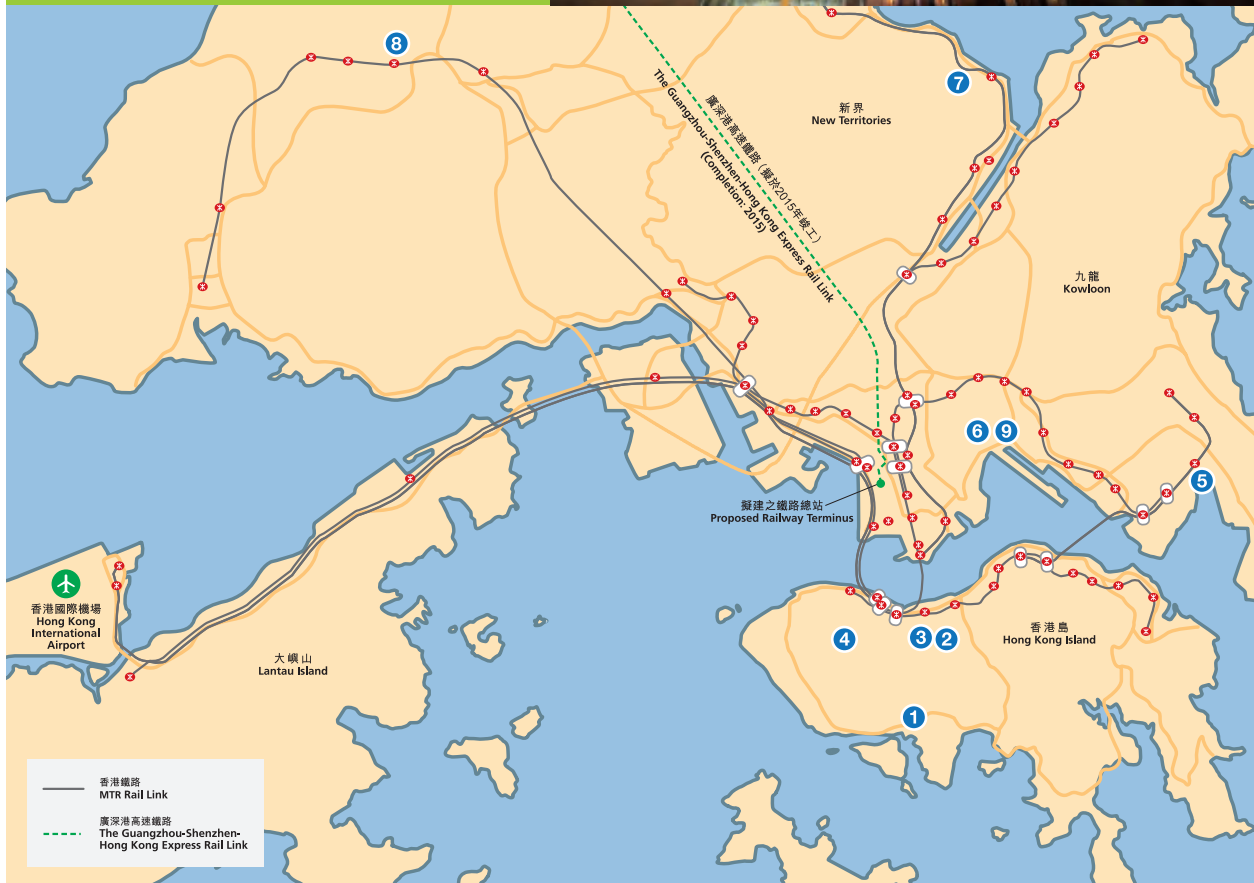 8
7
新界
New Territories
廣深港高速鐵路 (擬於2015年峻工)
The Guangzhou-Shenzhen-Hong Kong Express Rail Link
(Completion: 2015)
九龍
Kowloon
6
9
5
擬建之鐵路總站
Proposed Railway Terminus
香港國際機場
Hong Kong
International
Airport
大嶼山
Lantau Island
4
3
2
香港島
Hong Kong Island
1
香港鐵路
MTR Rail Link
廣深港高速鐵路
The Guangzhou-Shenzhen-
Hong Kong Express Rail Link